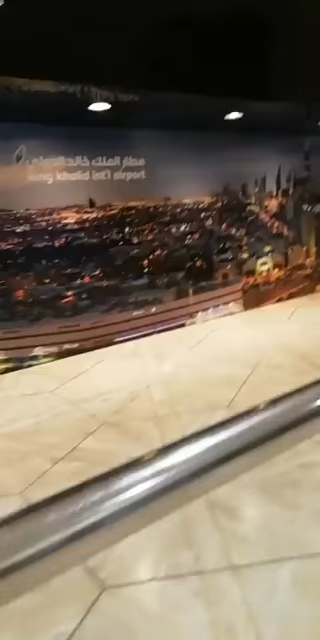 مطار الملك خالد الدولي
king khalid int'l airport